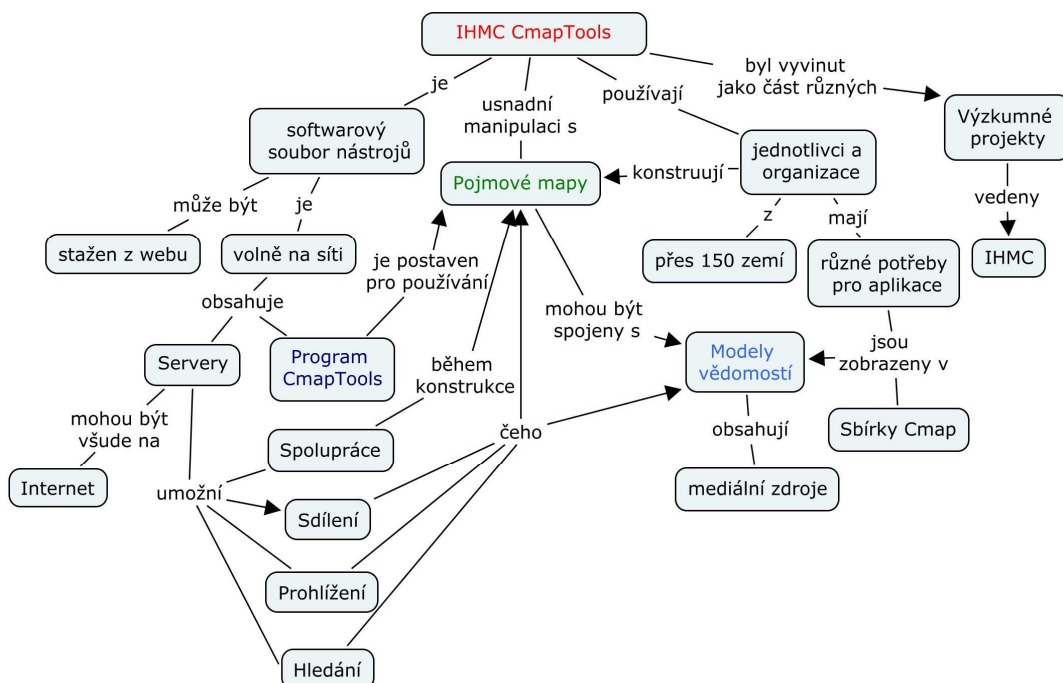 IHMC CmapTools
je
usnadní
manipulaci s
používají
byl vyvinut
jako část různých
softwarový
soubor nástrojů
Pojmové mapy
konstruují
jednotlivci a
organizace
Výzkumné
projekty
může být
je
z
mají
vedeny
stažen z webu
volně na síti
je postaven
pro používání
přes 150 zemí
různé potřeby
pro aplikace
IHMC
obsahuje
mohou být
spojeny s
Servery
Program
CmapTools
během
konstrukce
Modely
vědomostí
jsou
zobrazeny v
mohou být
všude na
Spolupráce
čeho
obsahují
Sbírky Cmap
Internet
umožní
Sdílení
mediální zdroje
Prohlížení
Hledání